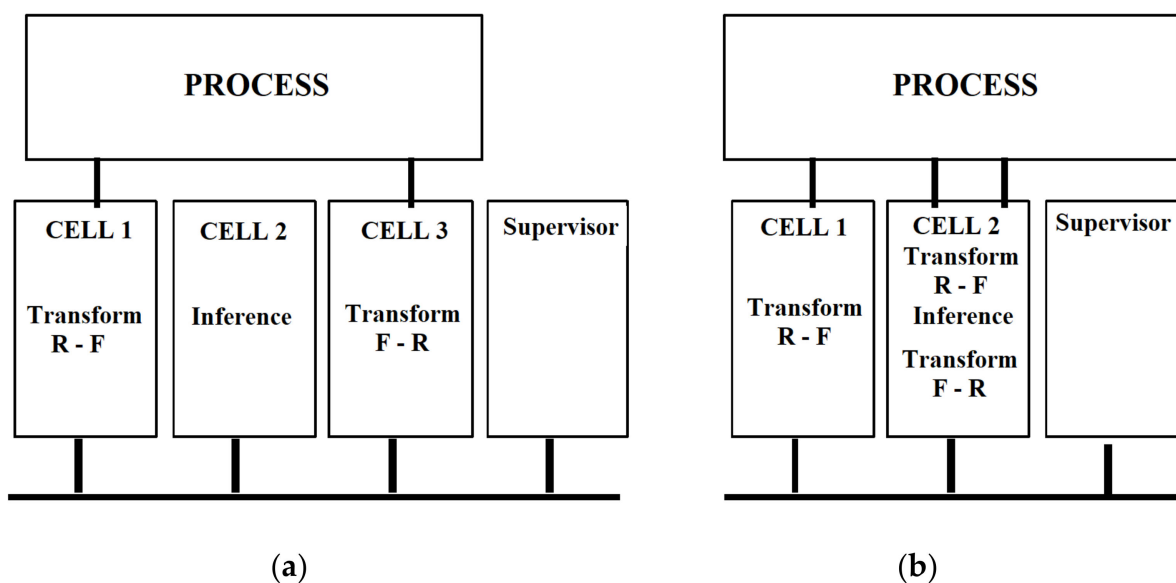 PROCESS
CELL 1
Transform
R - F
CELL 2
Inference
CELL 3
Transform
F - R
Supervisor
(a)
PROCESS
CELL 1
Transform
R - F
CELL 2
Transform
R - F
Inference
Transform
F - R
Supervisor
(b)